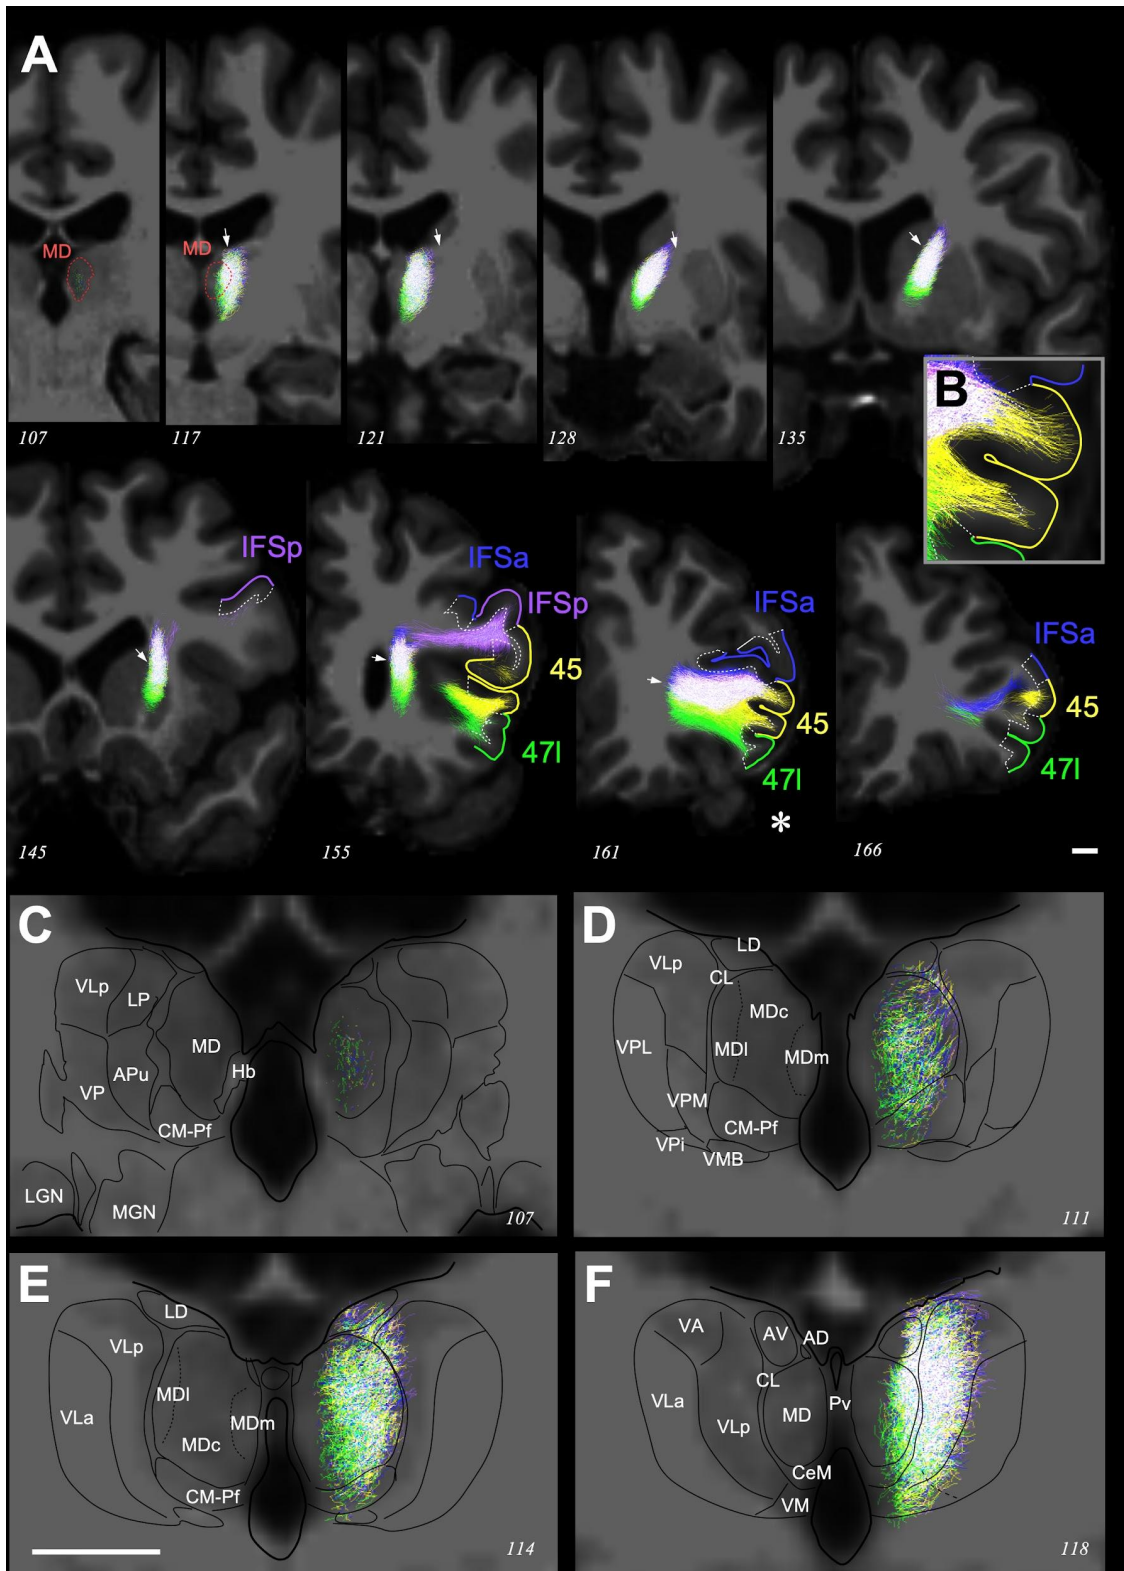 A
MD
MD
107
117
121
128
135
B
IFSp
IFSa
IFSp
45
47l
IFSa
45
47l
IFSa
45
47l
*
145
155
161
166
C
VLp
LP
MD
APu
Hb
VP
CM-Pf
LGN
MGN
107
D
LD
VLp
CL
MDc
VPL
MDl
MDm
VPM
CM-Pf
VPi
VMB
111
E
LD
VLp
MDl
VLa
MDm
MDc
CM-Pf
114
F
VA
AV
AD
CL
VLa
Pv
MD
VLp
CeM
VM
118